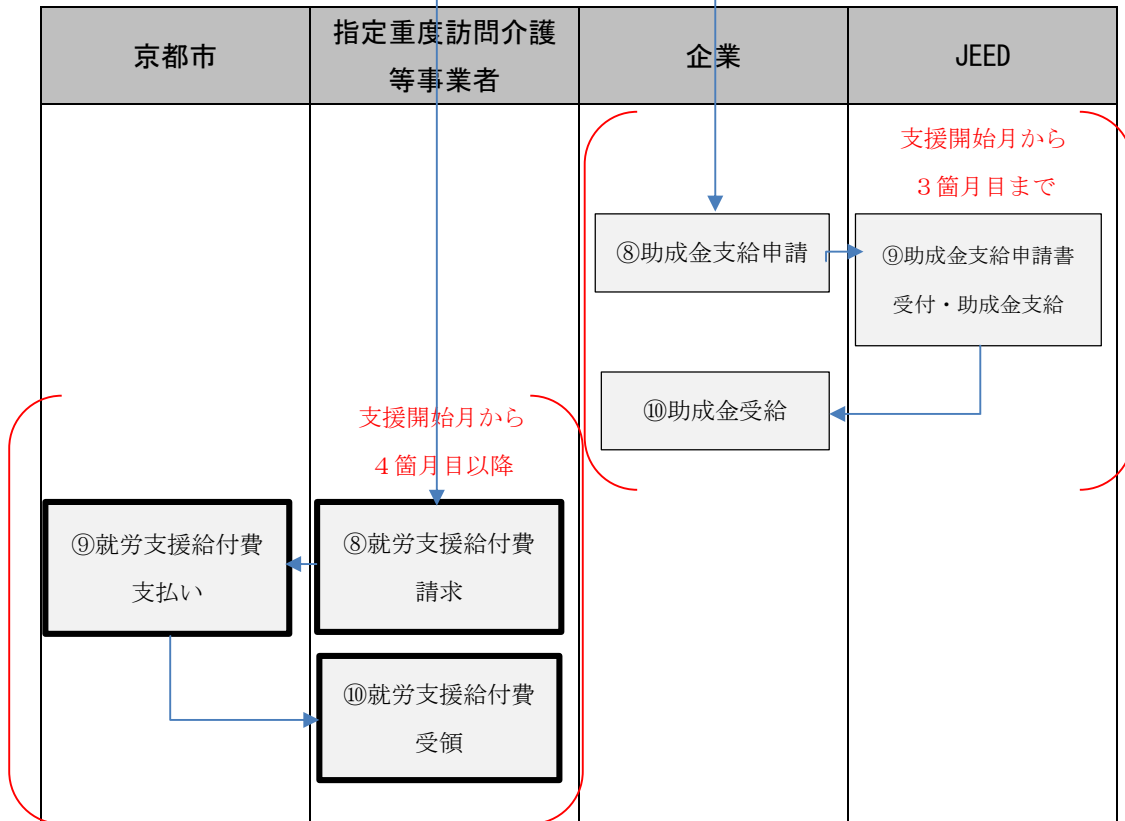 京都市
指定重度訪問介護
等事業者
企業
JEED
支援開始月から
３箇月目まで
⑧助成金支給申請
⑨助成金支給申請書
受付・助成金支給
⑩助成金受給
支援開始月から
４箇月目以降
⑨就労支援給付費
支払い
⑧就労支援給付費
請求
⑩就労支援給付費
受領